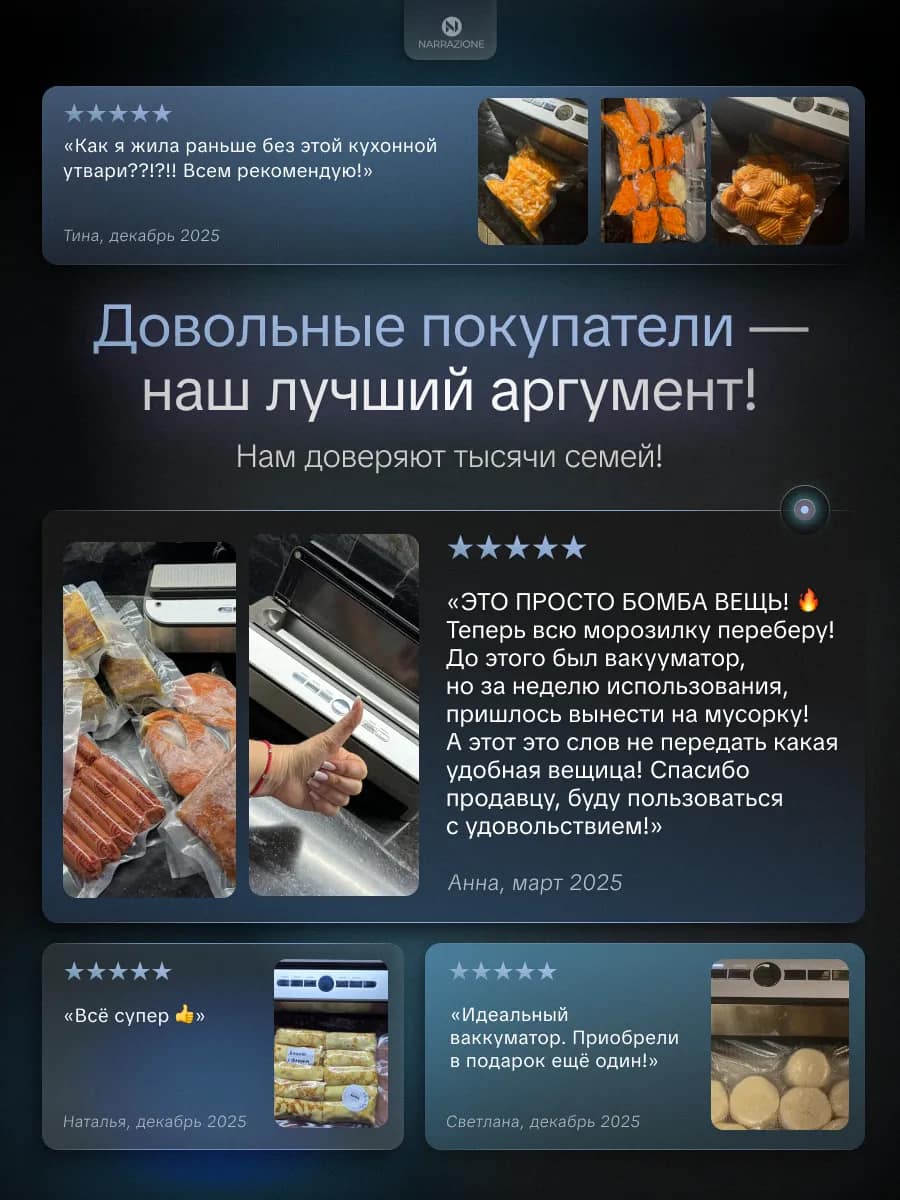 NARRAZIONE
★★★★★
«Как я жила раньше без этой кухонной
утвари??!?!! Всем рекомендую!»
Тина, декабрь 2025
Довольные покупатели —
наш лучший аргумент!
Нам доверяют тысячи семей!
★★★★★
«ЭТО ПРОСТО БОМБА ВЕЩЬ! 🔥
Теперь всю морозилку переберу!
До этого был вакууматор,
но за неделю использования,
пришлось вынести на мусорку!
А этот это слов не передать какая
удобная вещица! Спасибо
продавцу, буду пользоваться
с удовольствием!»
Анна, март 2025
★★★★★
«Всё супер 👍»
Наталья, декабрь 2025
★★★★★
«Идеальный
ваккуматор. Приобрели
в подарок ещё один!»
Светлана, декабрь 2025